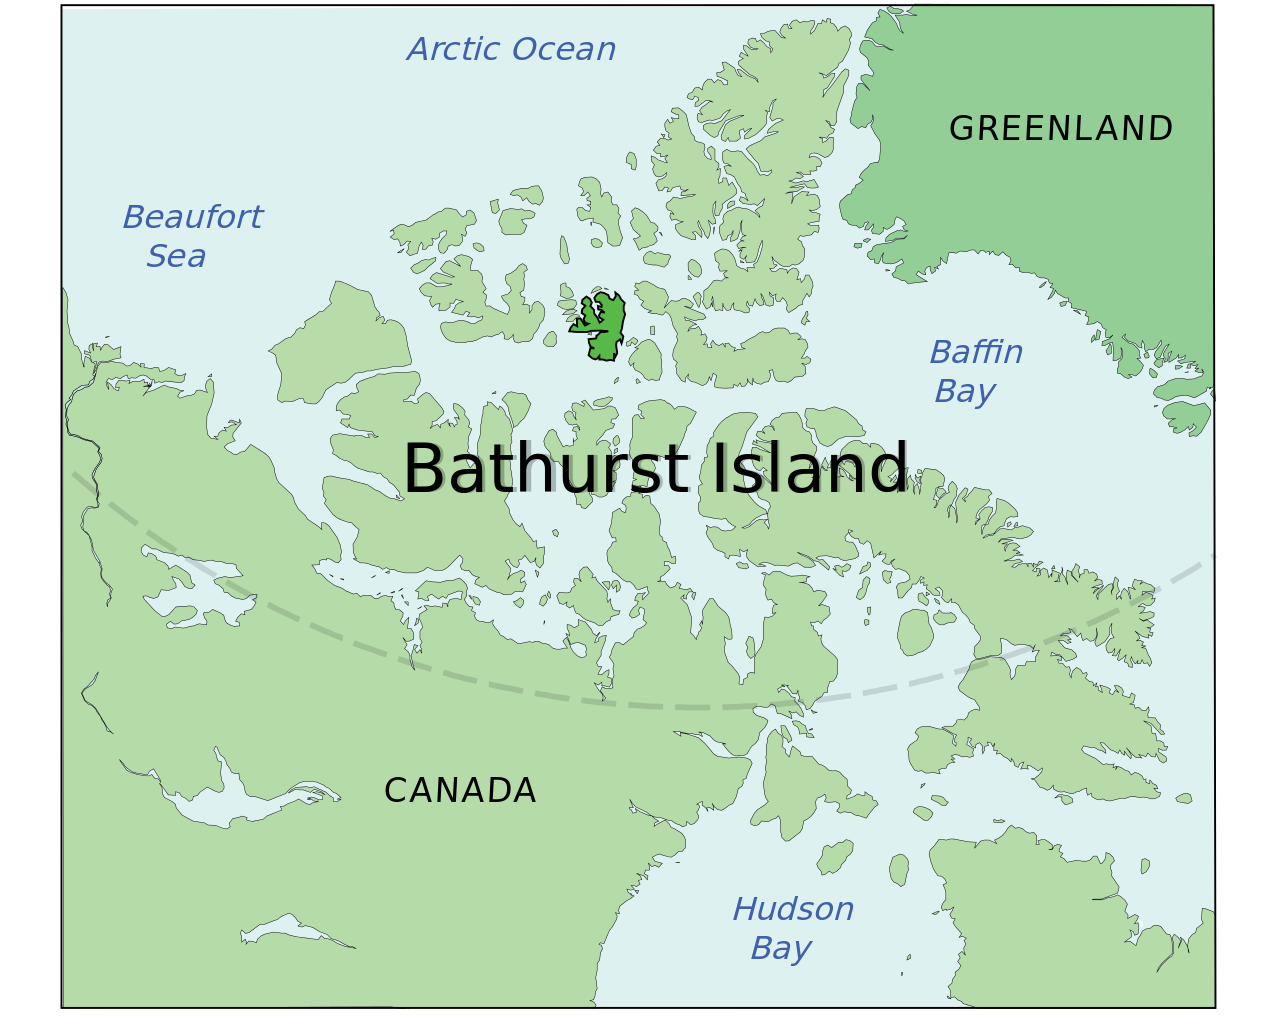 Arctic Ocean
GREENLAND
Beaufort
Sea
Baffin
Bay
Bathurst Island
CANADA
Hudson
Bay